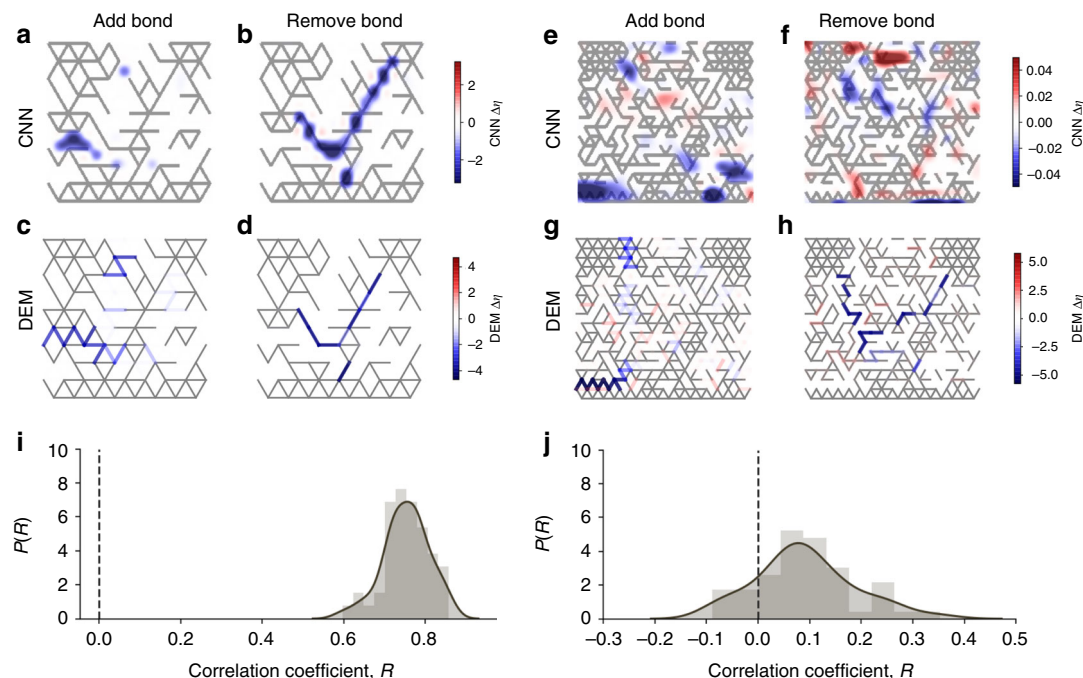 Add bond
Remove bond
Add bond
Remove bond
a
b
e
f
CNN
2
0
−2
CNN Δη
CNN
0.04
0.02
0.00
−0.02
−0.04
CNN Δη
c
d
g
h
DEM
4
2
0
−2
−4
DEM Δη
DEM
5.0
2.5
0
−2.5
−5.0
DEM Δη
i
10
8
6
4
2
0
P(R)
0.0 0.2 0.4 0.6 0.8
Correlation coefficient, R
j
10
8
6
4
2
0
P(R)
−0.3 −0.2 −0.1 0.0 0.1 0.2 0.3 0.4 0.5
Correlation coefficient, R